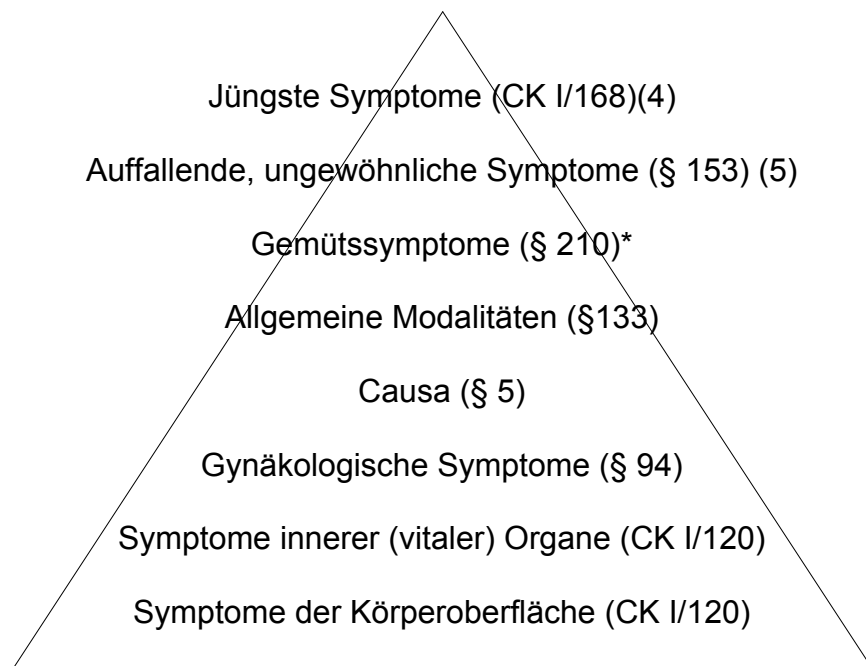 Jüngste Symptome (CK I/168)(4)
Auffallende, ungewöhnliche Symptome (§ 153) (5)
Gemütssymptome (§ 210)*
Allgemeine Modalitäten (§133)
Causa (§ 5)
Gynäkologische Symptome (§ 94)
Symptome innerer (vitaler) Organe (CK I/120)
Symptome der Körperoberfläche (CK I/120)